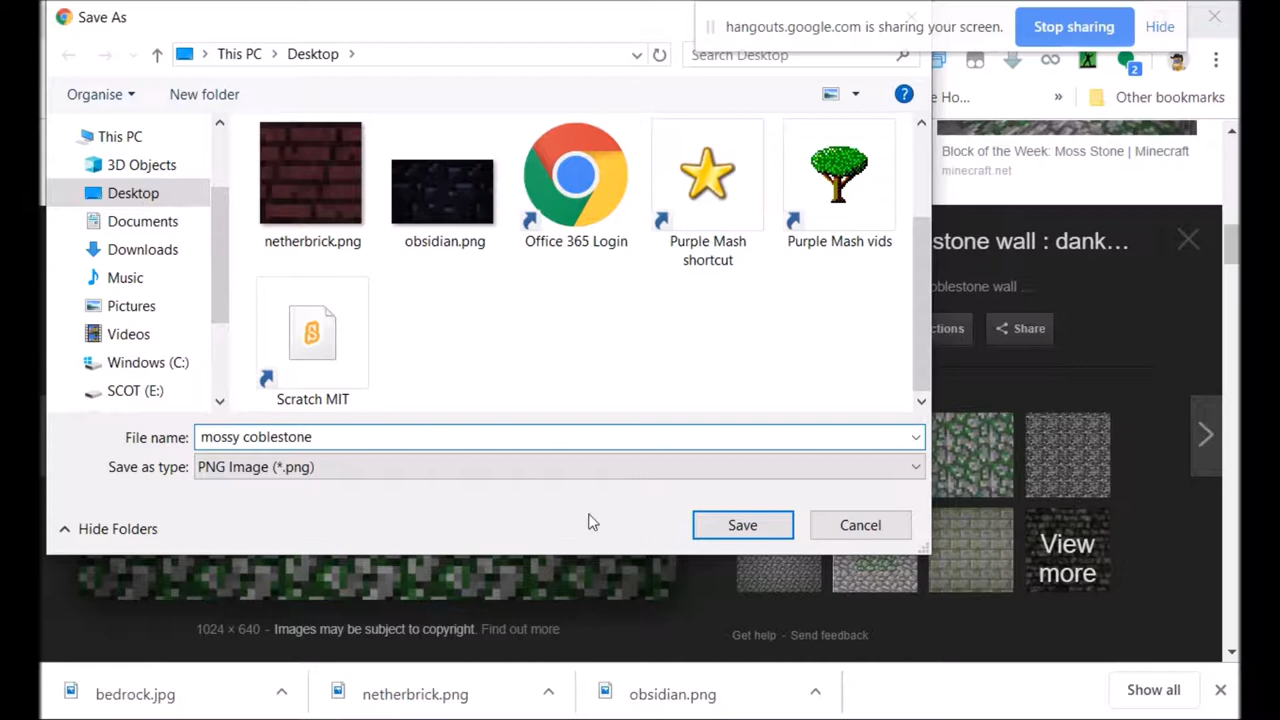 Save As
hangouts.google.com is sharing your screen.
Stop sharing
Hide
This PC
Desktop
Search Desktop
Organise
New folder
2
e Ho...
»
Other bookmarks
This PC
3D Objects
Desktop
Documents
Downloads
Music
Pictures
Videos
Windows (C:)
SCOT (E:)
netherbrick.png
obsidian.png
Office 365 Login
Purple Mash
shortcut
Purple Mash vids
Scratch MIT
Block of the Week: Moss Stone | Minecraft
minecraft.net
stone wall : dank...
oblestone wall ...
ctions
Share
File name:
mossy coblestone
Save as type:
PNG Image (*.png)
Hide Folders
Save
Cancel
View
more
1024 × 640 - Images may be subject to copyright. Find out more
Get help - Send feedback
bedrock.jpg
netherbrick.png
obsidian.png
Show all